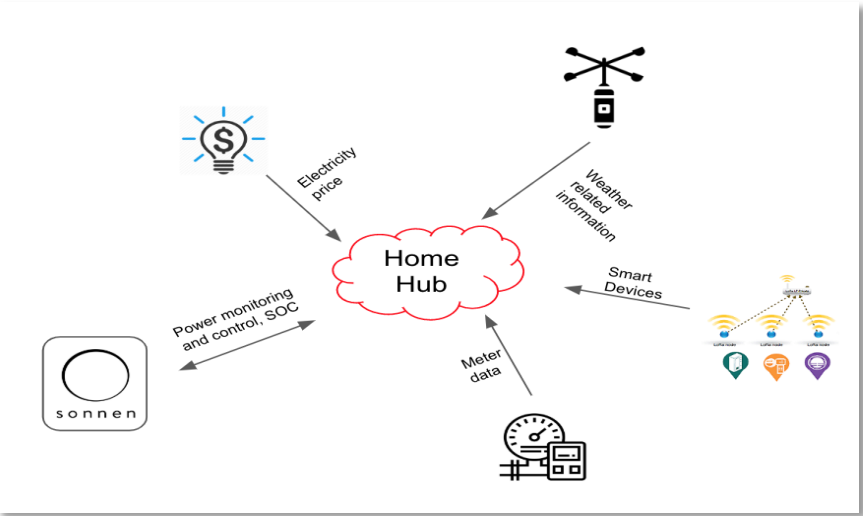 $
Electricity
price
Weather
related
information
Home
Hub
Smart
Devices
Power monitoring
and control, SOC
Meter
data
sonnen